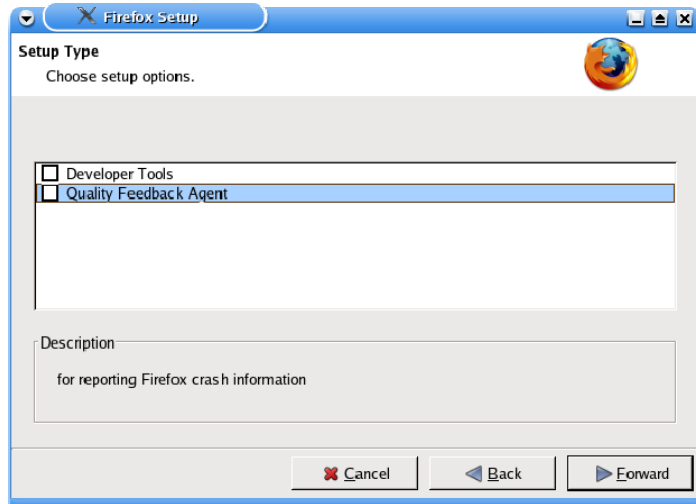 Firefox Setup
Setup Type
Choose setup options.
Developer Tools
Quality Feedback Agent
Description
for reporting Firefox crash information
Cancel
Back
Forward